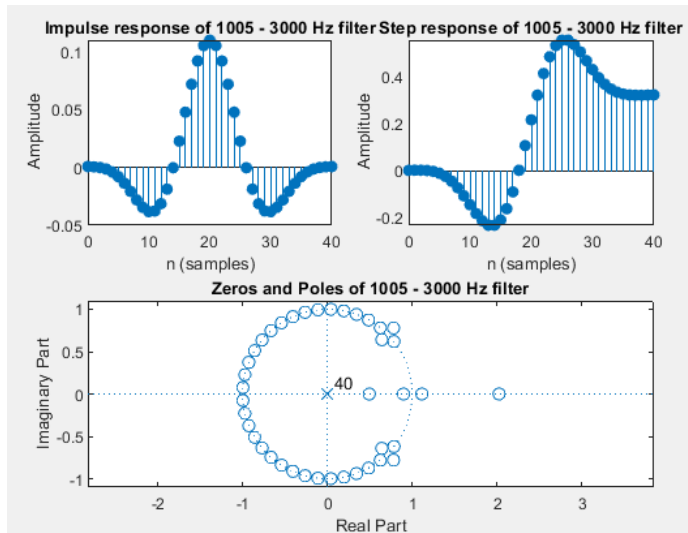 Impulse response of 1005 - 3000 Hz filter
0.1
0.05
0
-0.05
Amplitude
0 10 20 30 40
n (samples)
Step response of 1005 - 3000 Hz filter
0.4
0.2
0
-0.2
Amplitude
0 10 20 30 40
n (samples)
Zeros and Poles of 1005 - 3000 Hz filter
1
0.5
0
-0.5
-1
Imaginary Part
40
-2 -1 0 1 2 3
Real Part